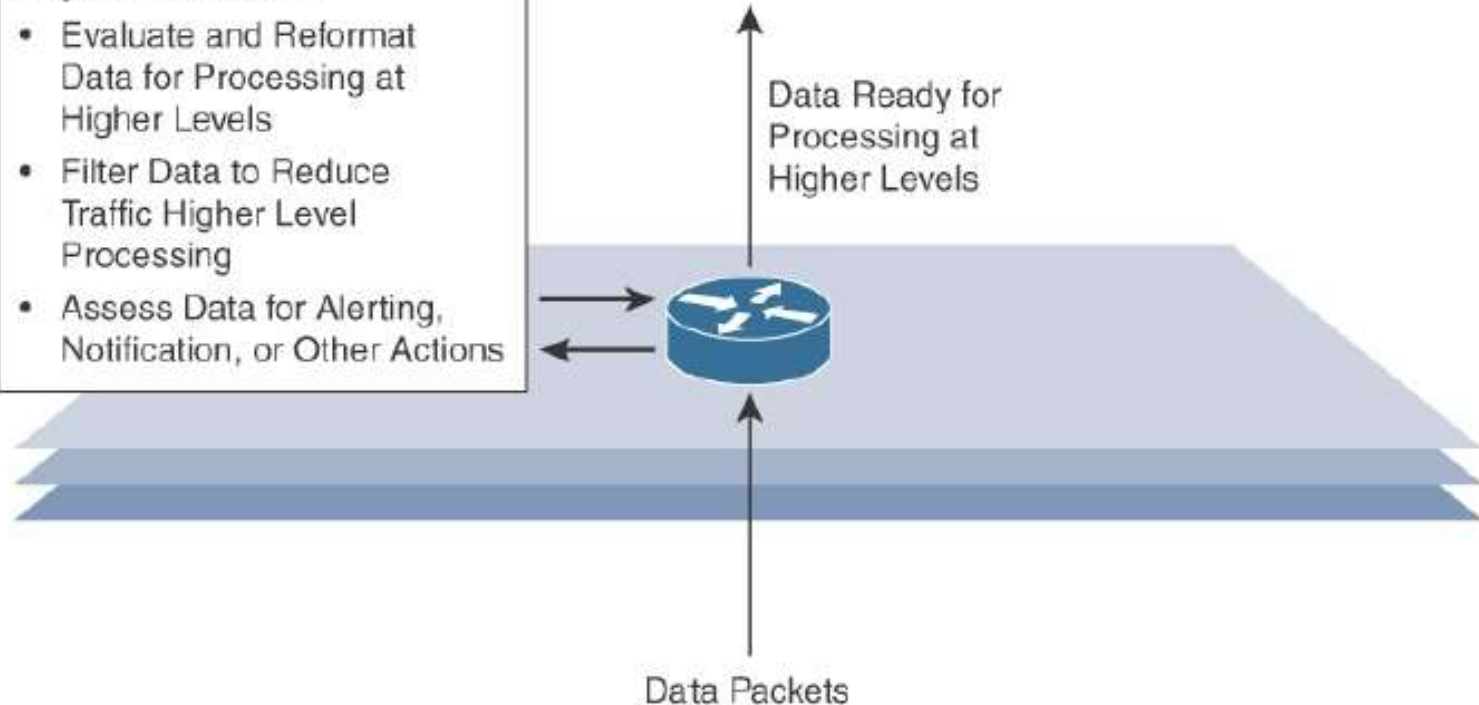 • Evaluate and Reformat
Data for Processing at
Higher Levels
• Filter Data to Reduce
Traffic Higher Level
Processing
• Assess Data for Alerting,
Notification, or Other Actions
Data Ready for
Processing at
Higher Levels
Data Packets